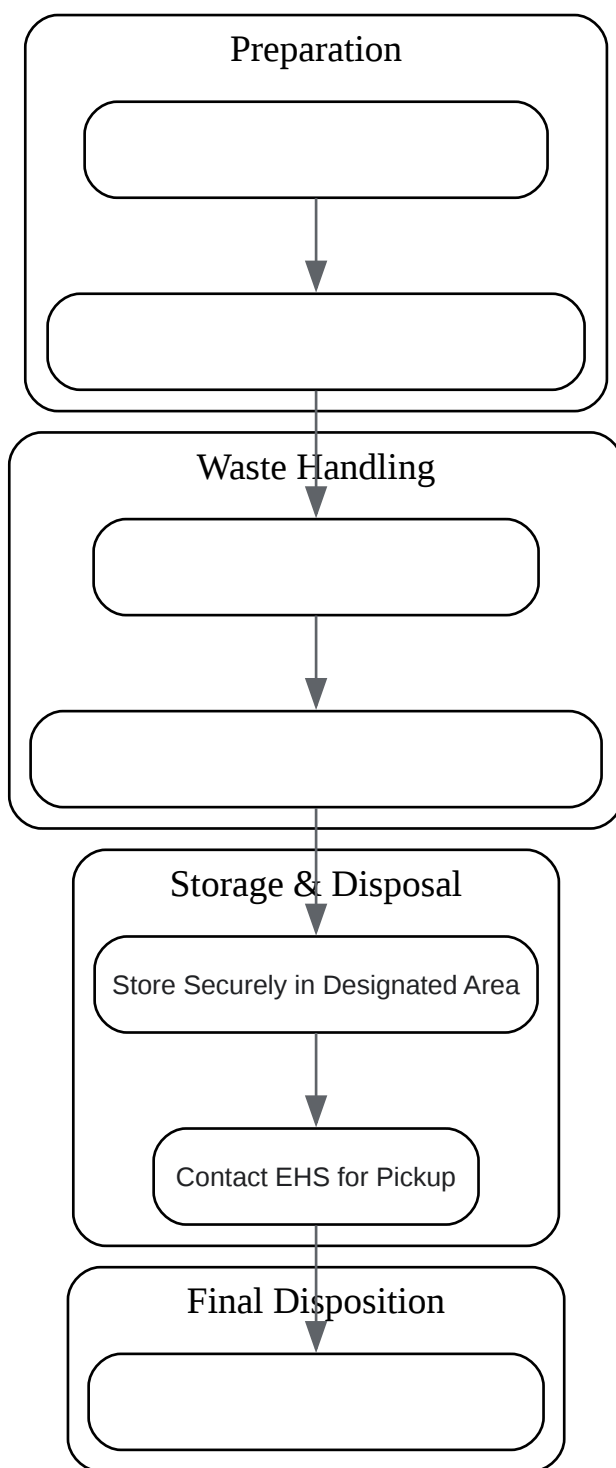 Preparation
Waste Handling
Storage & Disposal
Store Securely in Designated Area
Contact EHS for Pickup
Final Disposition